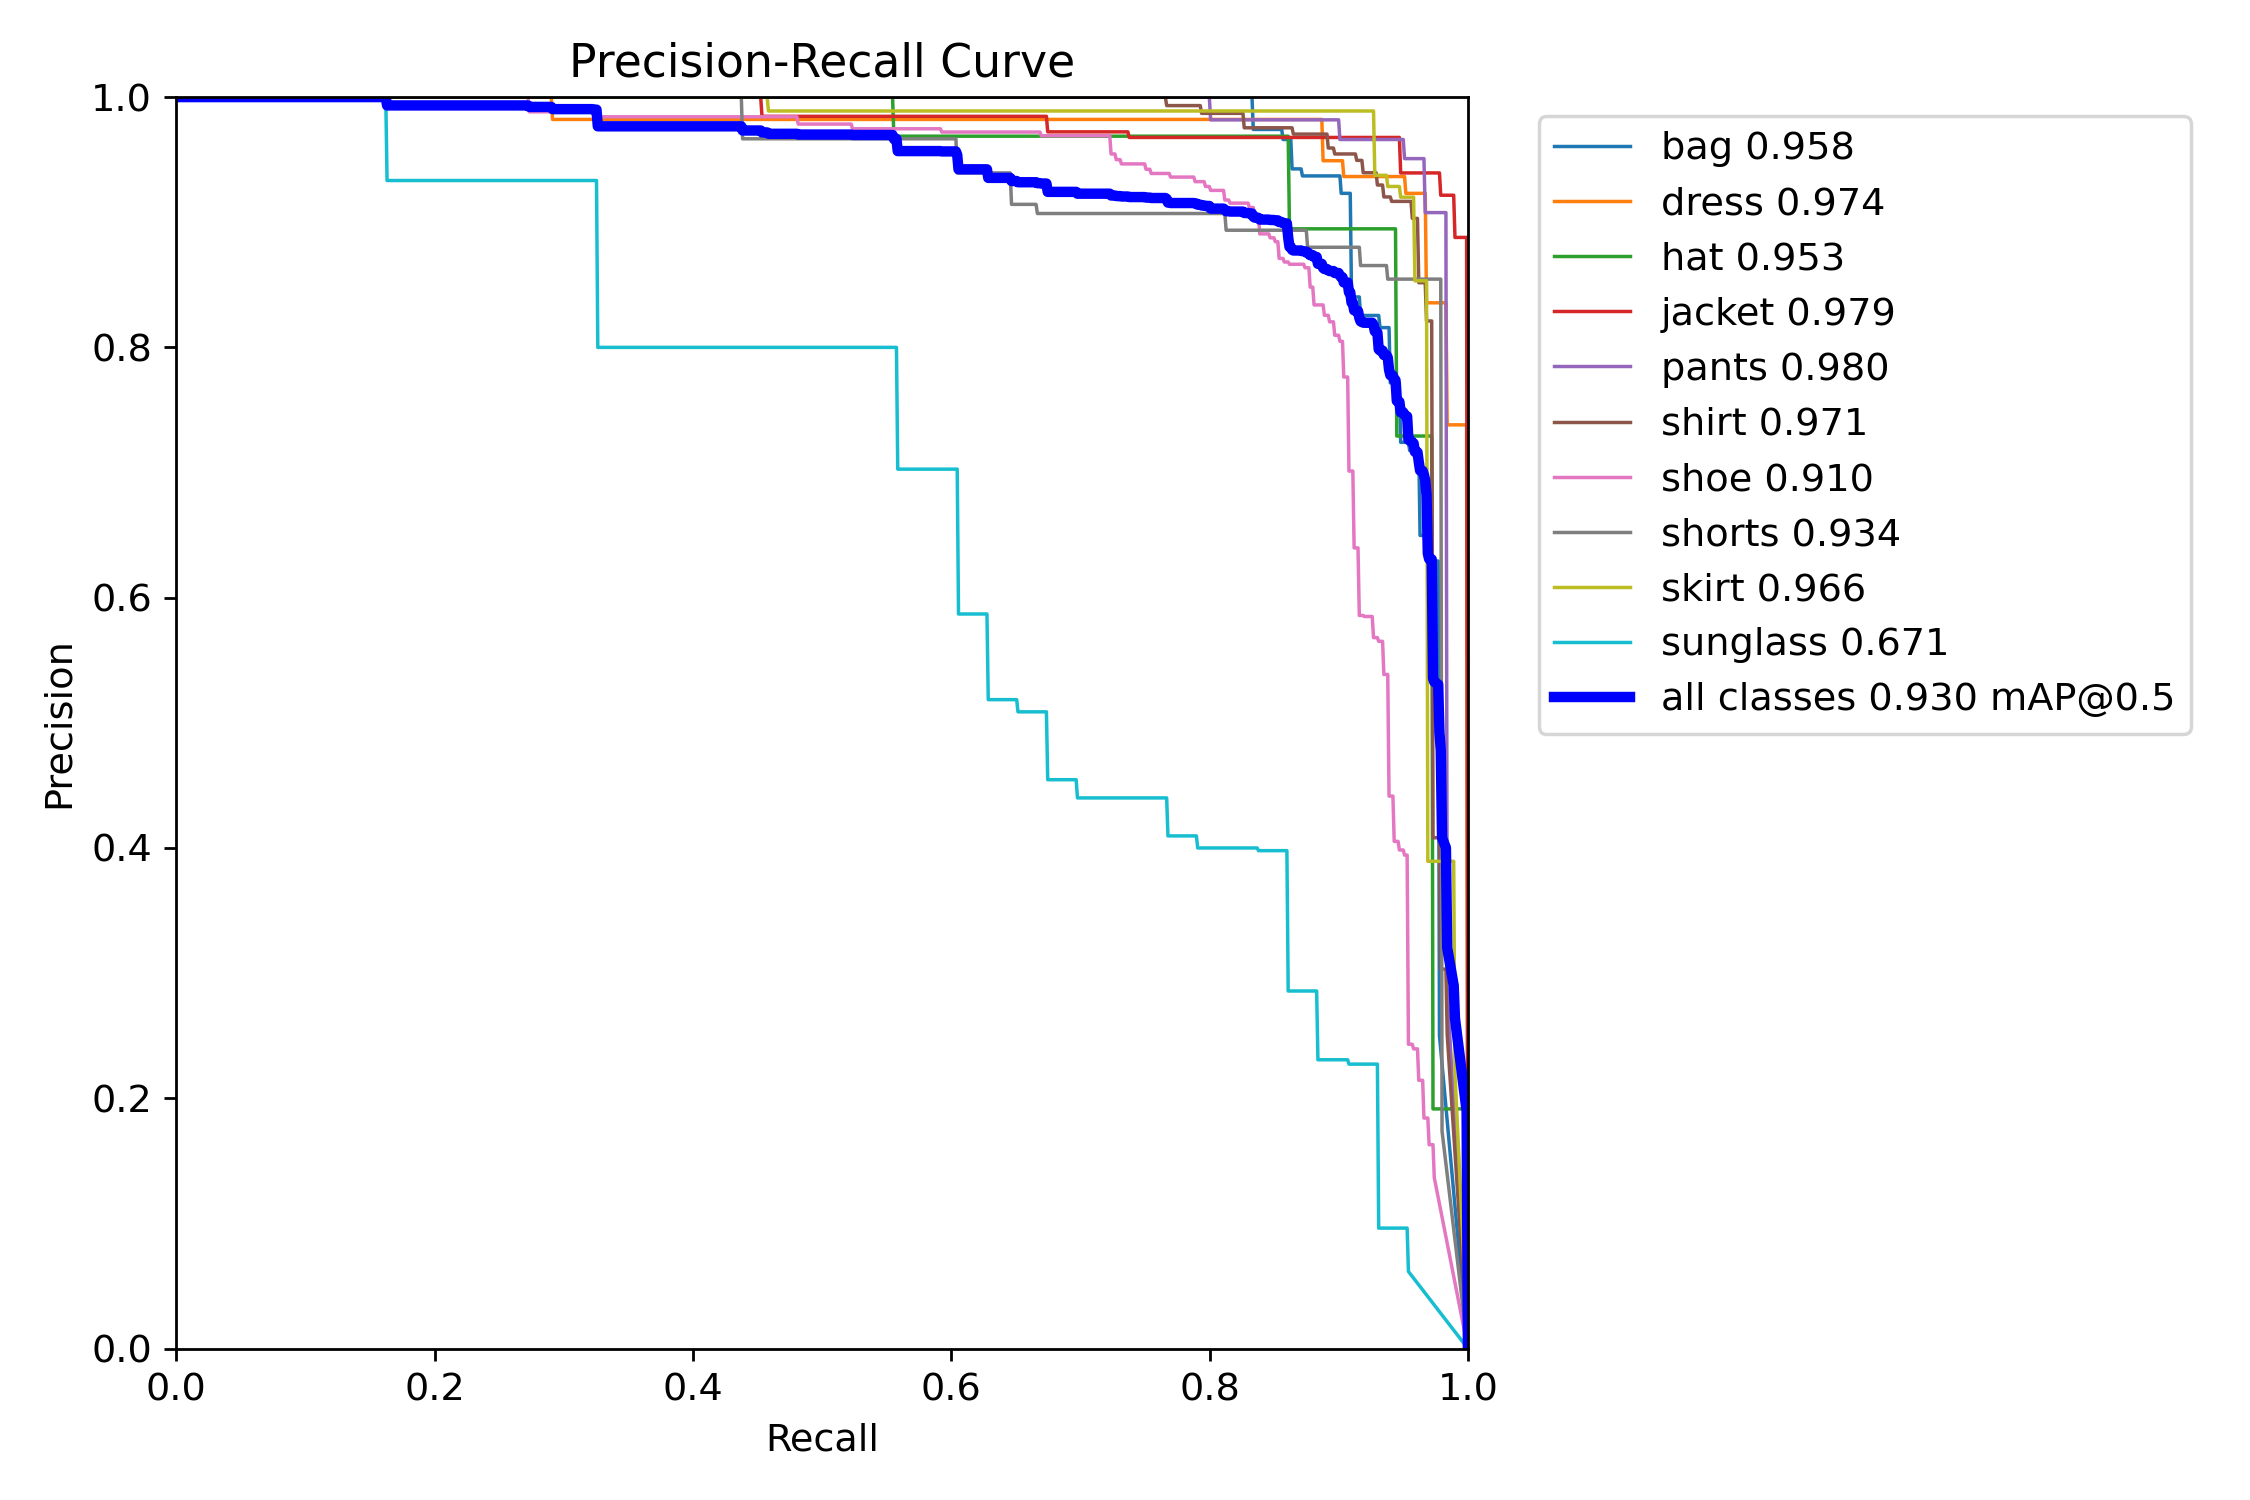 Precision-Recall Curve
1.0
0.8
0.6
0.4
0.2
0.0
Precision
0.0 0.2 0.4 0.6 0.8 1.0
Recall
bag 0.958
dress 0.974
hat 0.953
jacket 0.979
pants 0.980
shirt 0.971
shoe 0.910
shorts 0.934
skirt 0.966
sunglass 0.671
all classes 0.930 mAP@0.5